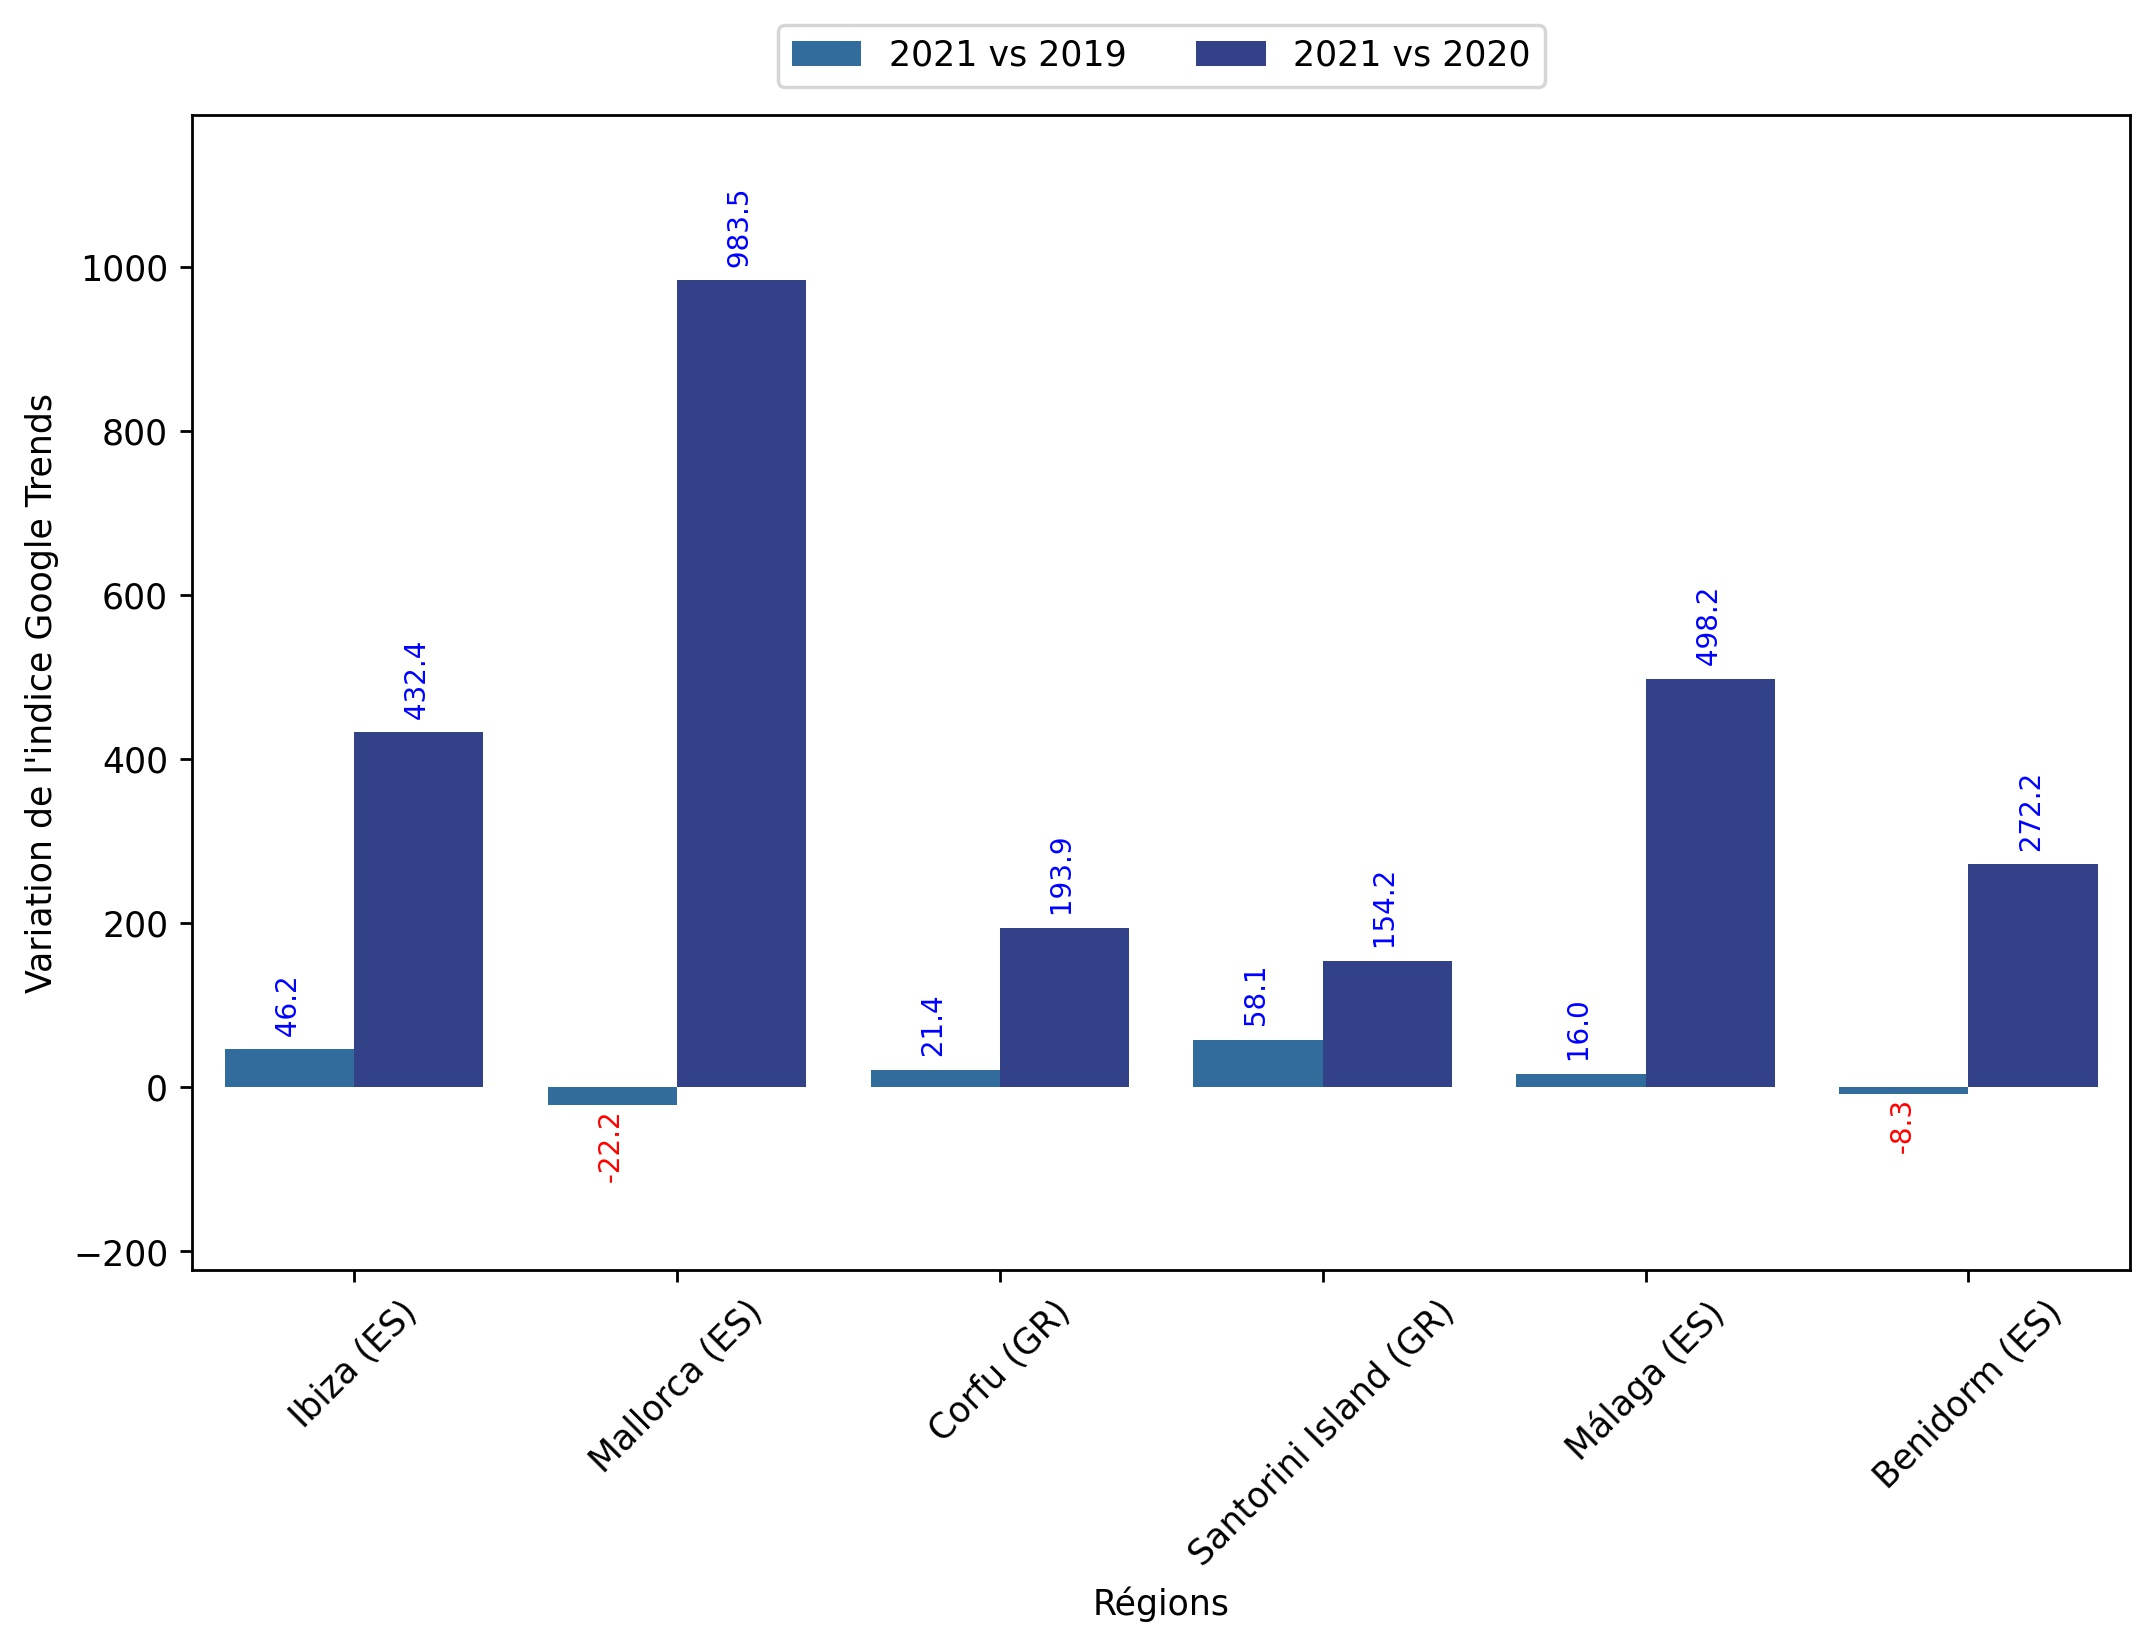 2021 vs 2019
2021 vs 2020
Variation de l'indice Google Trends
1000
800
600
400
200
0
−200
46.2
432.4
-22.2
983.5
21.4
193.9
58.1
154.2
16.0
498.2
-8.3
272.2
Ibiza (ES)
Mallorca (ES)
Corfu (GR)
Santorini Island (GR)
Málaga (ES)
Benidorm (ES)
Régions